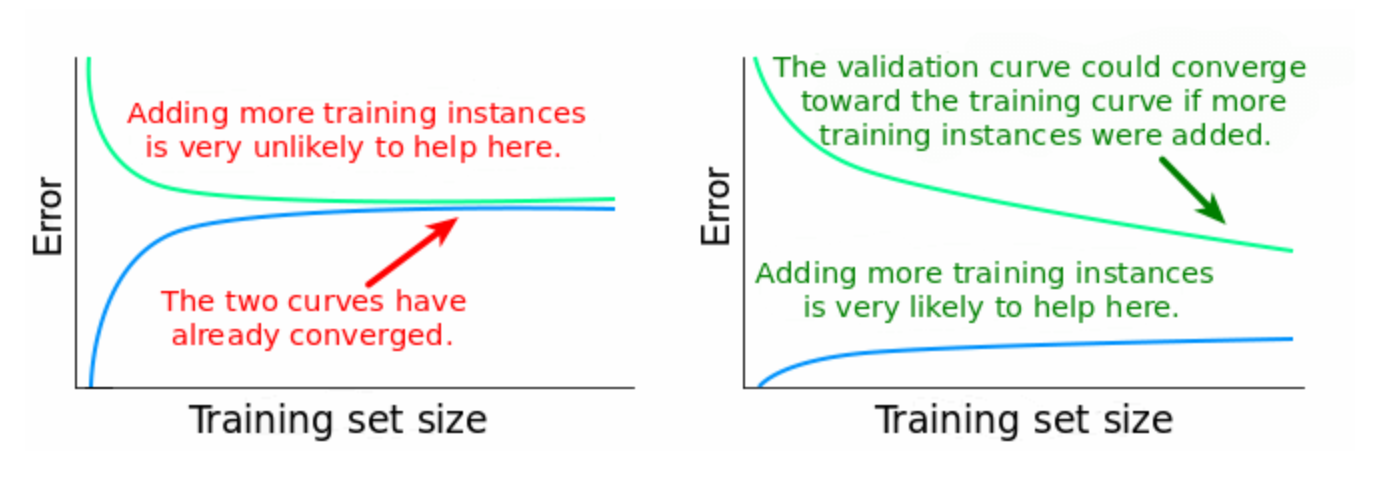 Error
Adding more training instances
is very unlikely to help here.
The two curves have
already converged.
Training set size
Error
The validation curve could converge
toward the training curve if more
training instances were added.
Adding more training instances
is very likely to help here.
Training set size